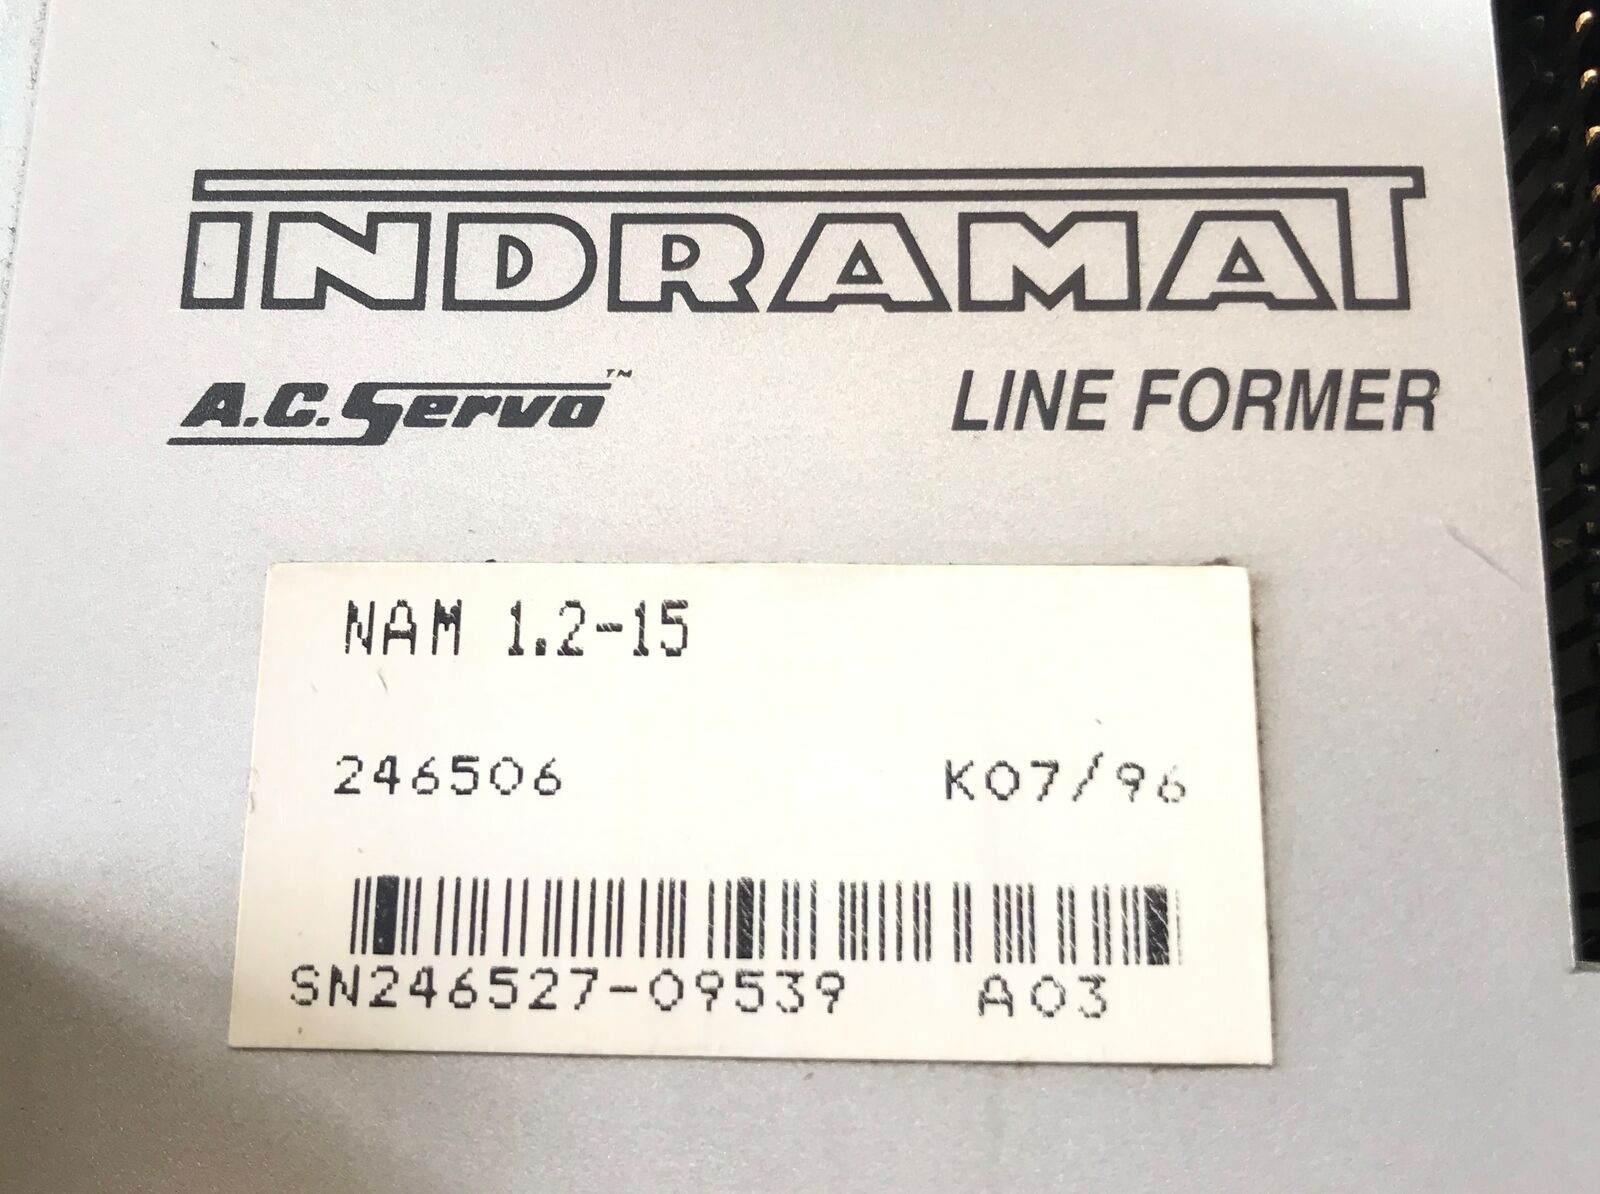 INDRAMAT
A.C. Servo™ LINE FORMER
NAM 1.2-15
246506 K07/96
SN246527-09539 A03